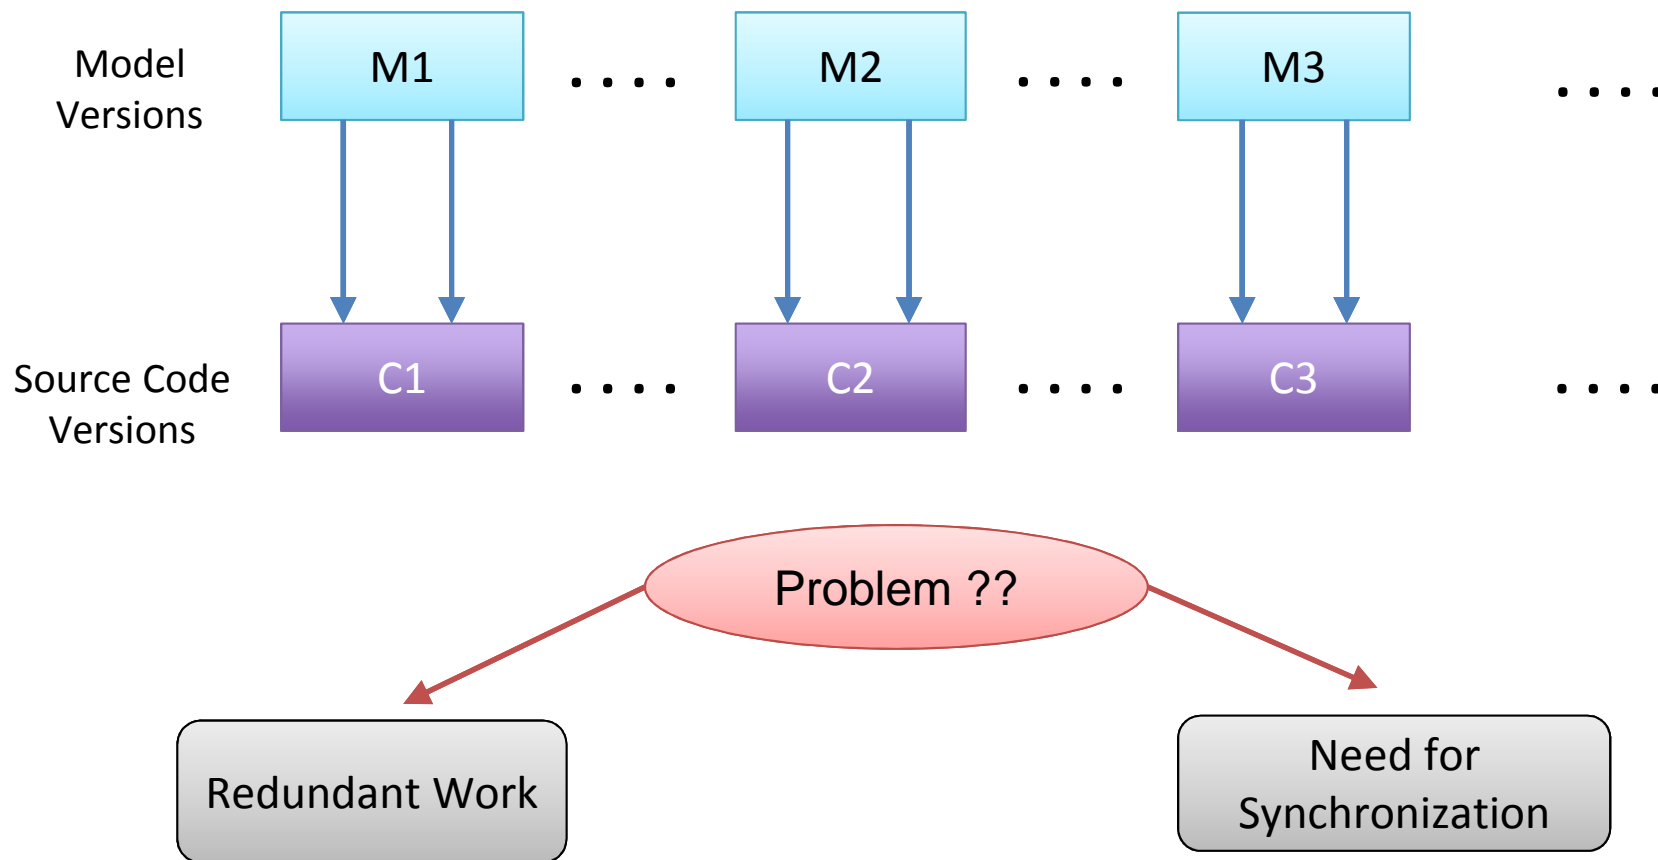 Model
Versions
M1
. . . .
M2
. . . .
M3
. . . .
Source Code
Versions
C1
. . . .
C2
. . . .
C3
. . . .
Problem ??
Redundant Work
Need for
Synchronization